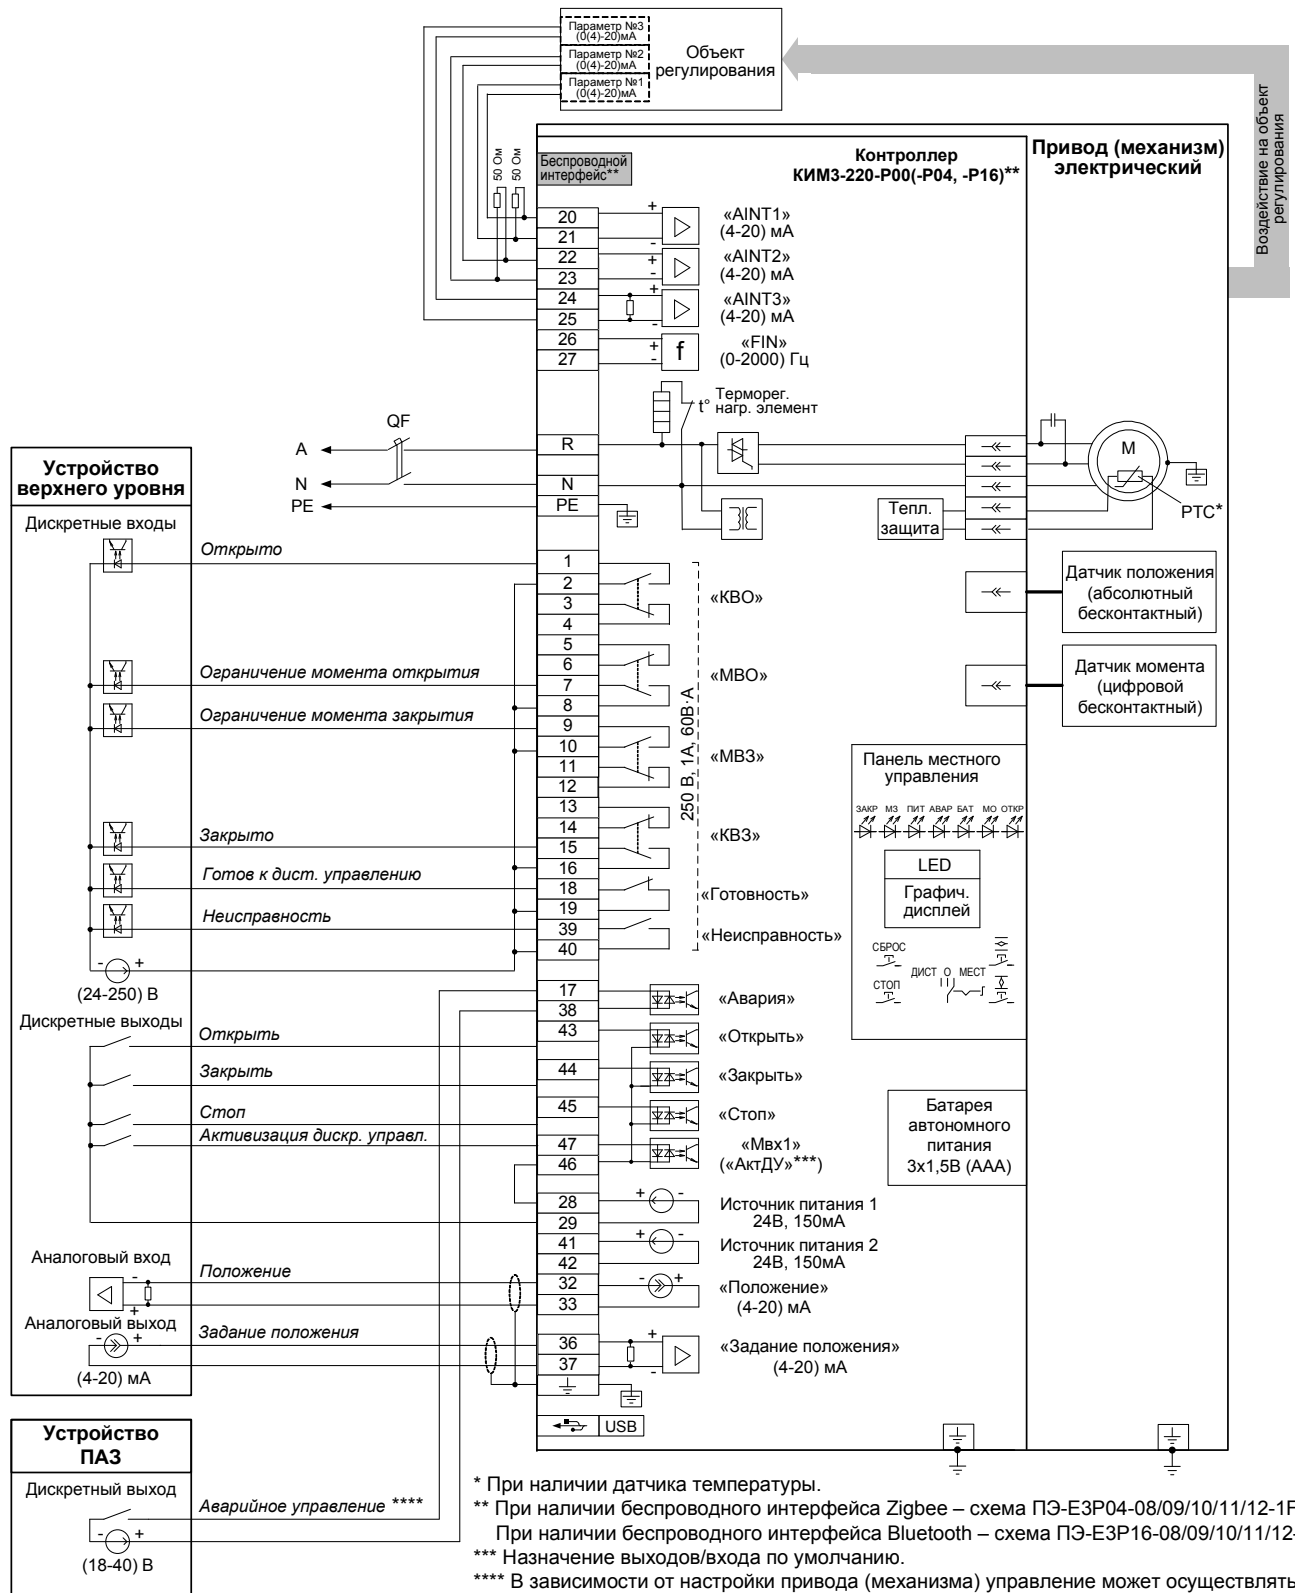 Параметр №3
(0(4)-20)мА
Параметр №2
(0(4)-20)мА
Параметр №1
(0(4)-20)мА
Объект
регулирования
Воздействие на объект
регулирования
50 Ом
50 Ом
Беспроводной
интерфейс**
Контроллер
КИМ3-220-Р00(-Р04, -Р16)**
Привод (механизм)
электрический
20
21
22
23
24
25
26
27
+
-
«AINT1»
(4-20) мА
+
-
«AINT2»
(4-20) мА
+
-
«AINT3»
(4-20) мА
+
-
f
«FIN»
(0-2000) Гц
t°
Терморег.
нагр. элемент
QF
A
N
PE
R
N
PE
M
PTC*
Тепл.
защита
Датчик положения
(абсолютный
бесконтактный)
Датчик момента
(цифровой
бесконтактный)
Устройство
верхнего уровня
Дискретные входы
Открыто
Ограничение момента открытия
Ограничение момента закрытия
Закрыто
Готов к дист. управлению
Неисправность
- +
(24-250) В
1
2
3
4
5
6
7
8
9
10
11
12
13
14
15
16
18
19
39
40
«КВО»
«МВО»
«МВЗ»
«КВЗ»
«Готовность»
«Неисправность»
250 В, 1А, 60В·А
Панель местного
управления
ЗАКР МЗ ПИТ АВАР БАТ МО ОТКР
LED
Графич.
дисплей
СБРОС
СТОП
ДИСТ О МЕСТ
Дискретные выходы
Открыть
Закрыть
Стоп
Активизация дискр. управл.
17
38
43
44
45
47
46
28
29
41
42
32
33
36
37
«Авария»
«Открыть»
«Закрыть»
«Стоп»
«Мвх1»
(«АктДУ»***)
+ -
Источник питания 1
24В, 150мА
+ -
Источник питания 2
24В, 150мА
- +
«Положение»
(4-20) мА
+
-
«Задание положения»
(4-20) мА
Батарея
автономного
питания
3х1,5В (ААА)
Аналоговый вход
-
+
Положение
Аналоговый выход
- +
Задание положения
(4-20) мА
USB
Устройство
ПАЗ
Дискретный выход
Аварийное управление ****
- +
(18-40) В
* При наличии датчика температуры.
** При наличии беспроводного интерфейса Zigbee – схема ПЭ-Е3Р04-08/09/10/11/12-1F
При наличии беспроводного интерфейса Bluetooth – схема ПЭ-Е3Р16-08/09/10/11/12-
*** Назначение выходов/входа по умолчанию.
**** В зависимости от настройки привода (механизма) управление может осуществлять